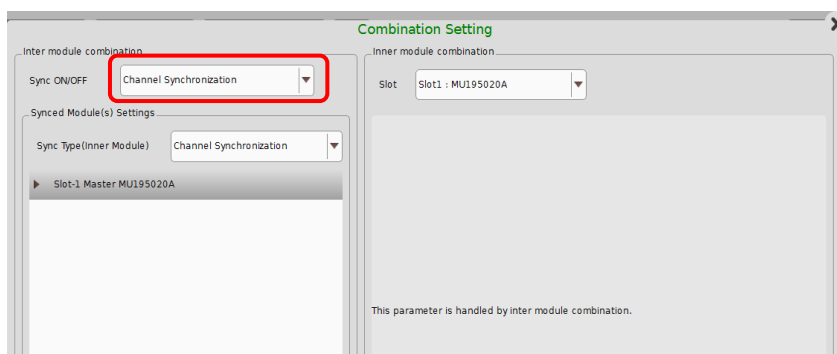 Combination Setting
Inter module combination
Sync ON/OFF
Channel Synchronization
Synced Module(s) Settings
Sync Type(Inner Module)
Channel Synchronization
Slot-1 Master MU195020A
Inner module combination
Slot
Slot1 : MU195020A
This parameter is handled by inter module combination.